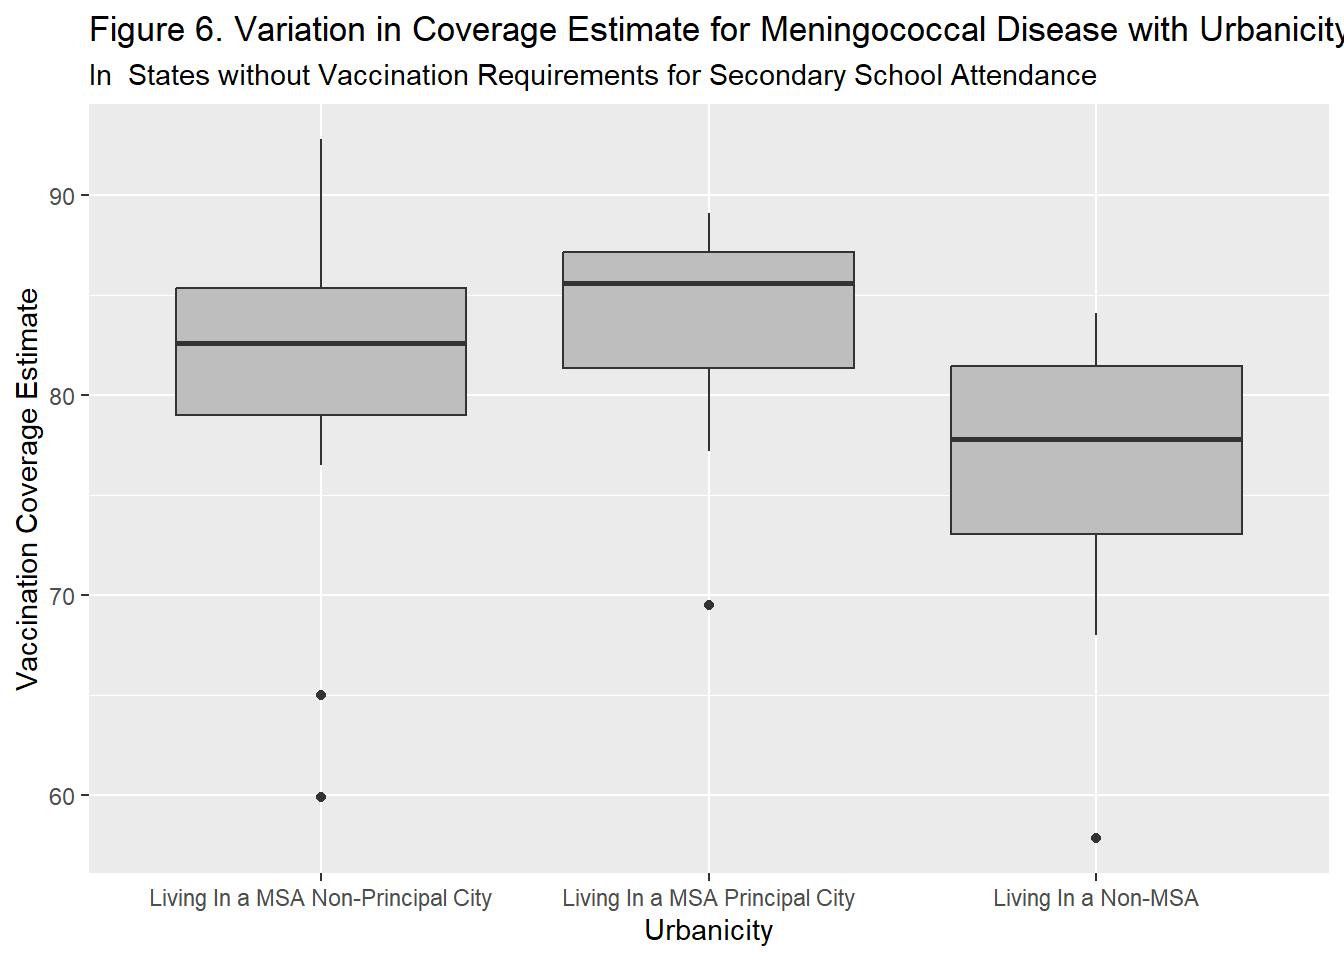 Figure 6. Variation in Coverage Estimate for Meningococcal Disease with Urbanicity
In  States without Vaccination Requirements for Secondary School Attendance
Vaccination Coverage Estimate
90
80
70
60
Living In a MSA Non-Principal City
Living In a MSA Principal City
Living In a Non-MSA
Urbanicity